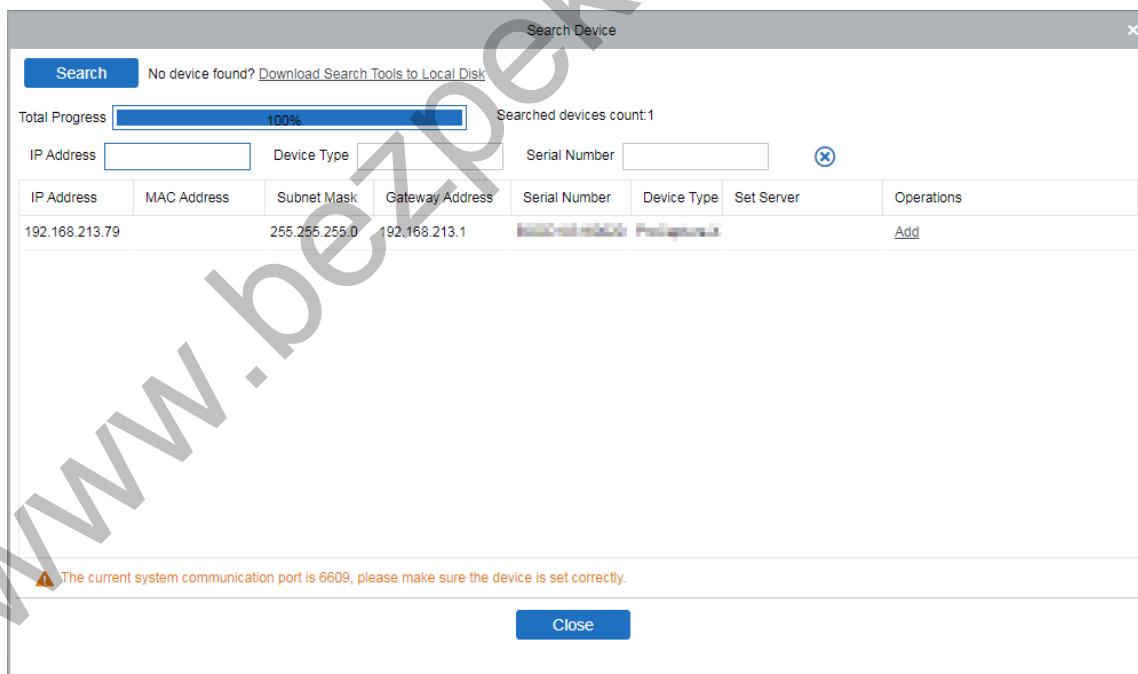 Search Device
Search No device found? Download Search Tools to Local Disk
Total Progress 100% Searched devices count:1
IP Address Device Type Serial Number
IP Address MAC Address Subnet Mask Gateway Address Serial Number Device Type Set Server Operations
192.168.213.79 255.255.255.0 192.168.213.1 Add
The current system communication port is 6609, please make sure the device is set correctly.
Close
www.bezpek